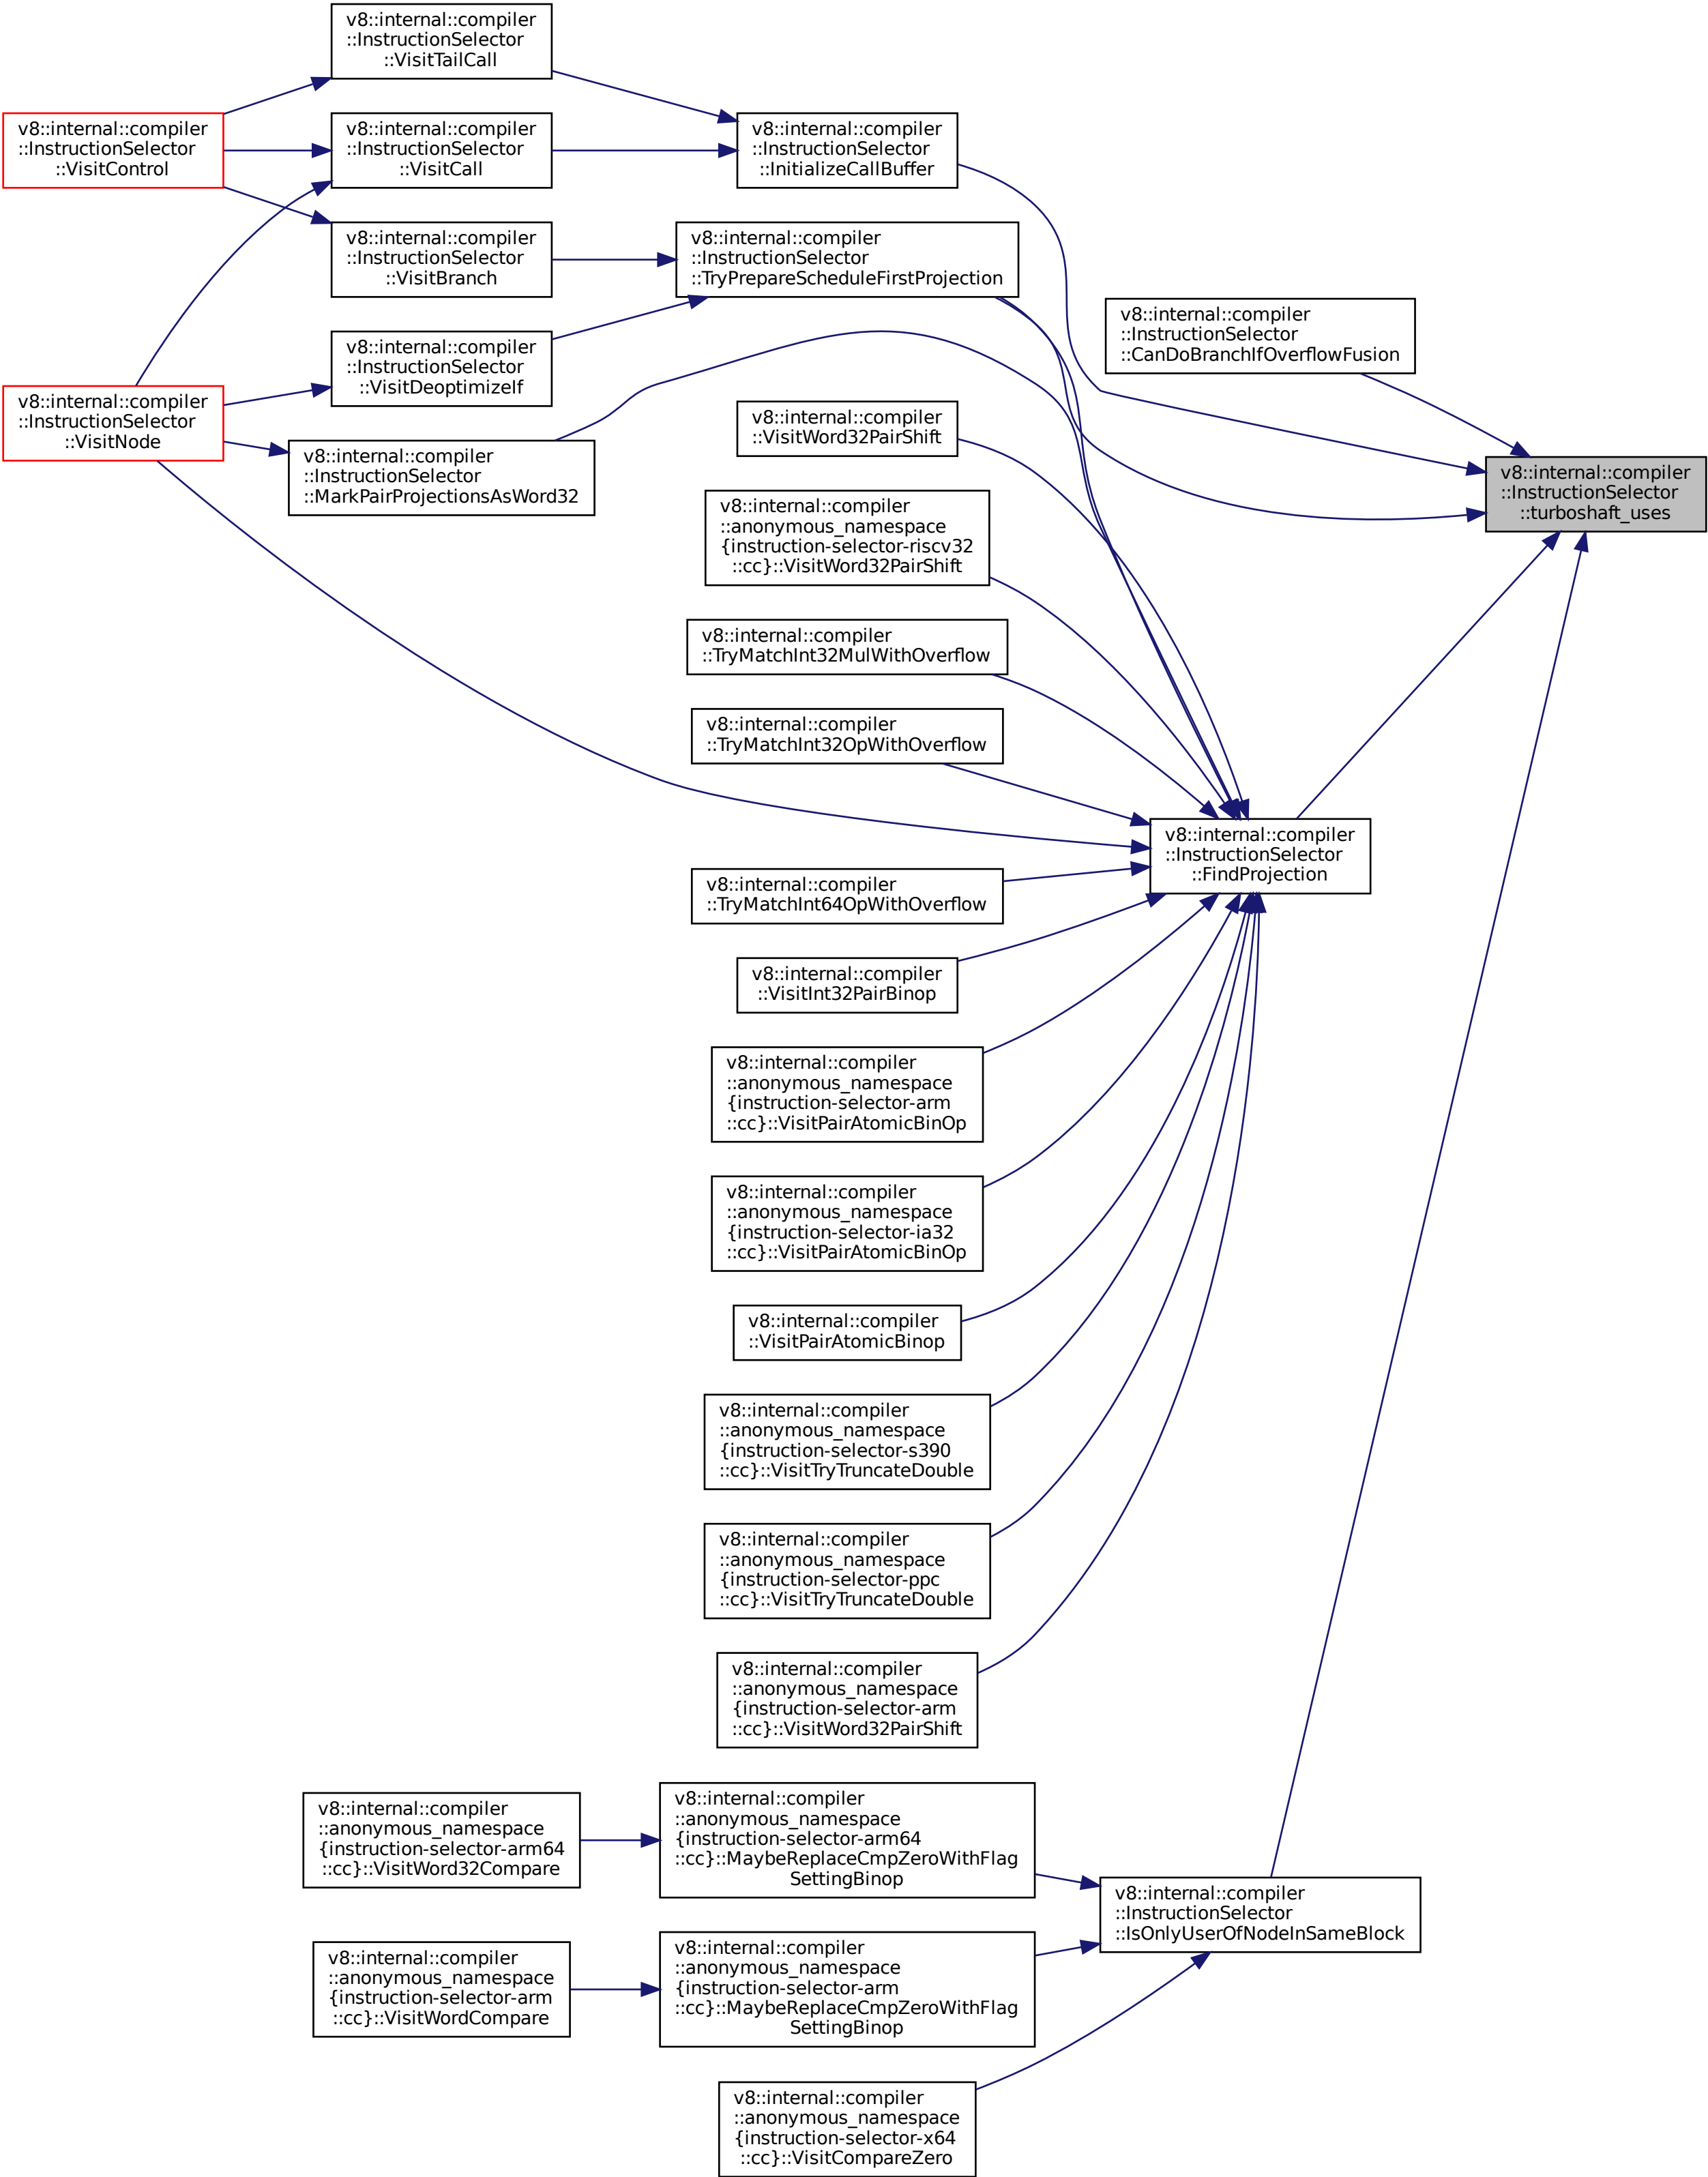 v8::internal::compiler
::InstructionSelector
::VisitTailCall
v8::internal::compiler
::InstructionSelector
::VisitControl
v8::internal::compiler
::InstructionSelector
::VisitCall
v8::internal::compiler
::InstructionSelector
::InitializeCallBuffer
v8::internal::compiler
::InstructionSelector
::VisitBranch
v8::internal::compiler
::InstructionSelector
::TryPrepareScheduleFirstProjection
v8::internal::compiler
::InstructionSelector
::CanDoBranchIfOverflowFusion
v8::internal::compiler
::InstructionSelector
::VisitDeoptimizeIf
v8::internal::compiler
::InstructionSelector
::VisitNode
v8::internal::compiler
::VisitWord32PairShift
v8::internal::compiler
::InstructionSelector
::MarkPairProjectionsAsWord32
v8::internal::compiler
::InstructionSelector
::turboshaft_uses
v8::internal::compiler
::anonymous_namespace
{instruction-selector-riscv32
::cc}::VisitWord32PairShift
v8::internal::compiler
::TryMatchInt32MulWithOverflow
v8::internal::compiler
::TryMatchInt32OpWithOverflow
v8::internal::compiler
::InstructionSelector
::FindProjection
v8::internal::compiler
::TryMatchInt64OpWithOverflow
v8::internal::compiler
::VisitInt32PairBinop
v8::internal::compiler
::anonymous_namespace
{instruction-selector-arm
::cc}::VisitPairAtomicBinOp
v8::internal::compiler
::anonymous_namespace
{instruction-selector-ia32
::cc}::VisitPairAtomicBinOp
v8::internal::compiler
::VisitPairAtomicBinop
v8::internal::compiler
::anonymous_namespace
{instruction-selector-s390
::cc}::VisitTryTruncateDouble
v8::internal::compiler
::anonymous_namespace
{instruction-selector-ppc
::cc}::VisitTryTruncateDouble
v8::internal::compiler
::anonymous_namespace
{instruction-selector-arm
::cc}::VisitWord32PairShift
v8::internal::compiler
::anonymous_namespace
{instruction-selector-arm64
::cc}::VisitWord32Compare
v8::internal::compiler
::anonymous_namespace
{instruction-selector-arm64
::cc}::MaybeReplaceCmpZeroWithFlag
SettingBinop
v8::internal::compiler
::InstructionSelector
::IsOnlyUserOfNodeInSameBlock
v8::internal::compiler
::anonymous_namespace
{instruction-selector-arm
::cc}::VisitWordCompare
v8::internal::compiler
::anonymous_namespace
{instruction-selector-arm
::cc}::MaybeReplaceCmpZeroWithFlag
SettingBinop
v8::internal::compiler
::anonymous_namespace
{instruction-selector-x64
::cc}::VisitCompareZero